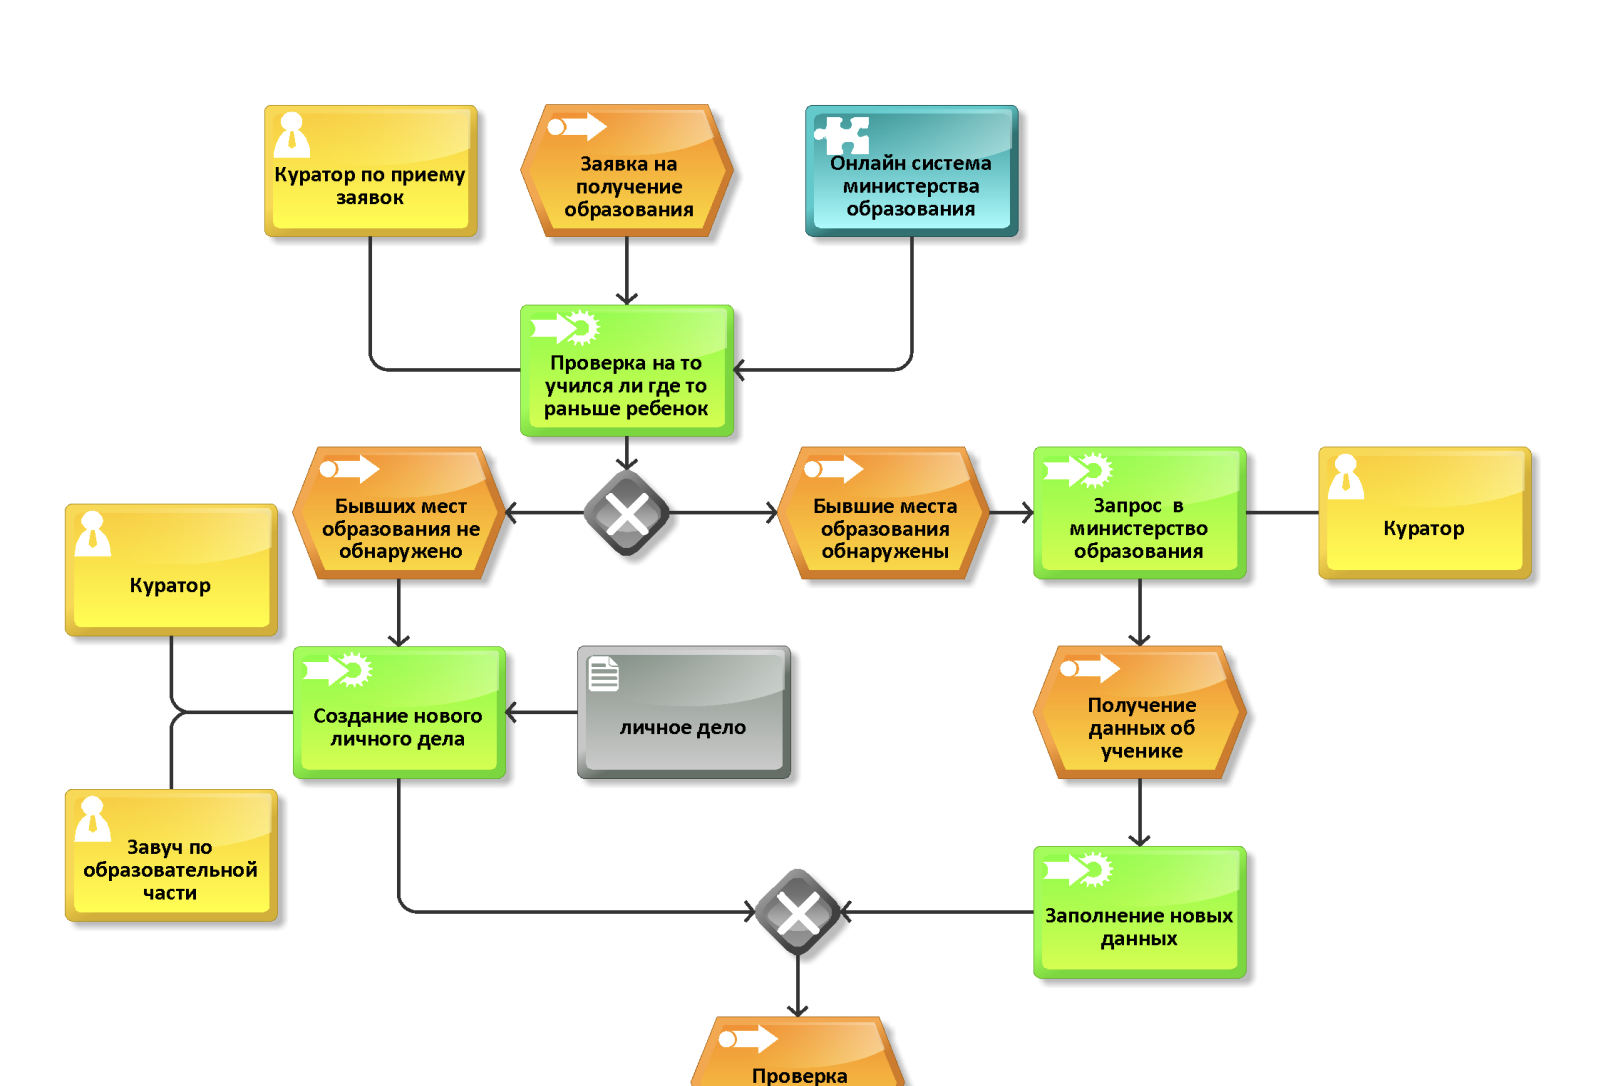 Куратор по приему
заявок
Заявка на
получение
образования
Онлайн система
министерства
образования
Проверка на то
учился ли где то
раньше ребенок
Бывших мест
образования не
обнаружено
Бывшие места
образования
обнаружены
Запрос  в
министерство
образования
Куратор
Куратор
Создание нового
личного дела
личное дело
Получение
данных об
ученике
Завуч по
образовательной
части
Заполнение новых
данных
Проверка